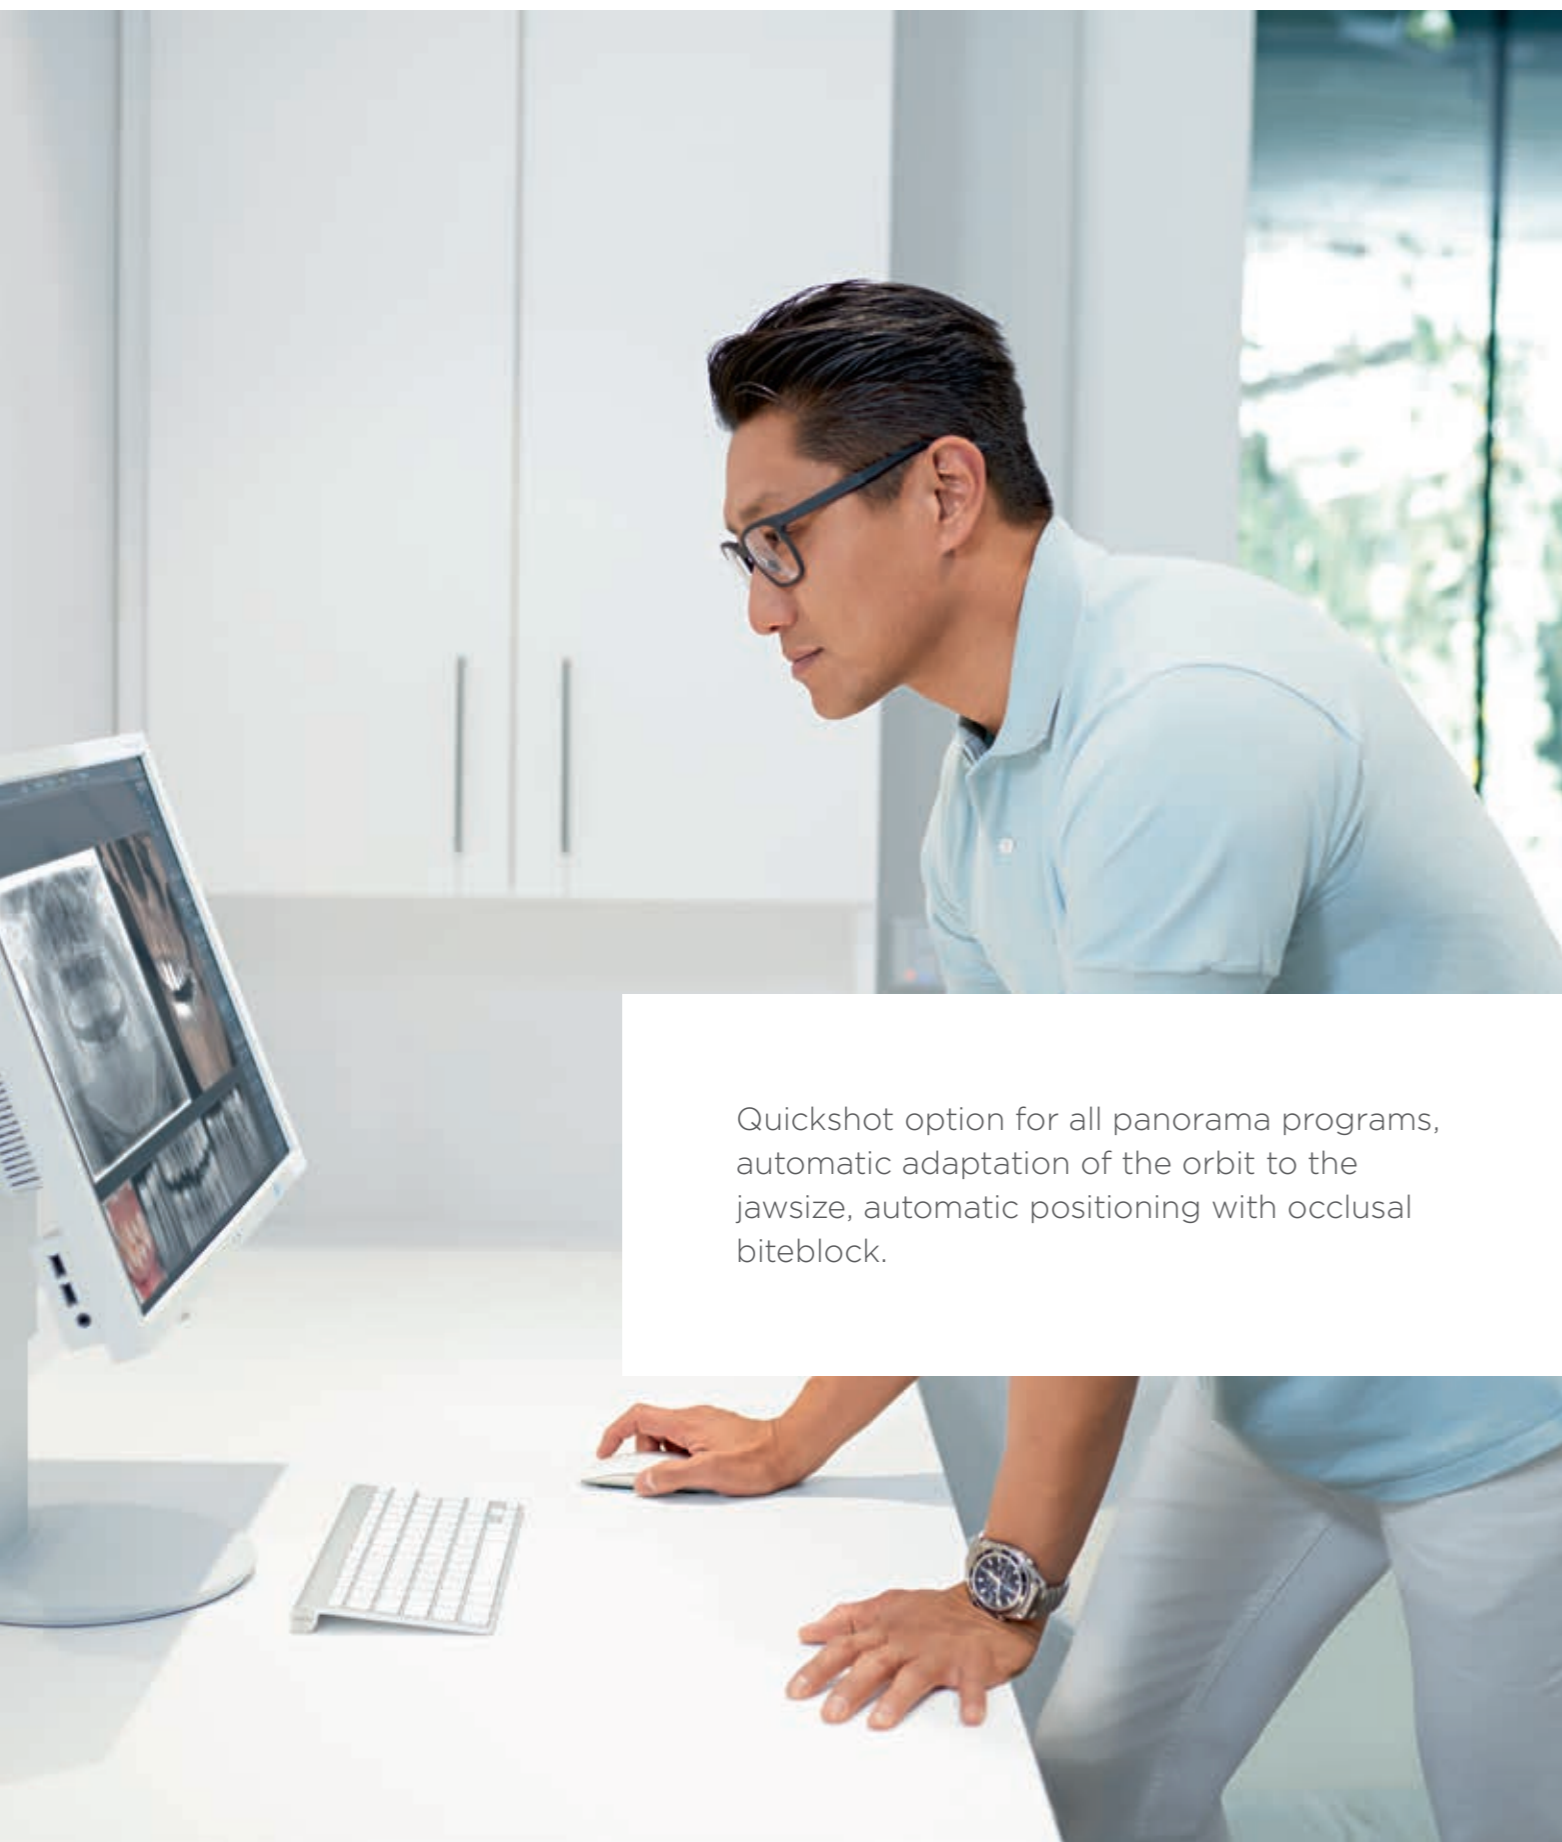 Quickshot option for all panorama programs,
automatic adaptation of the orbit to the
jawsize, automatic positioning with occlusal
biteblock.